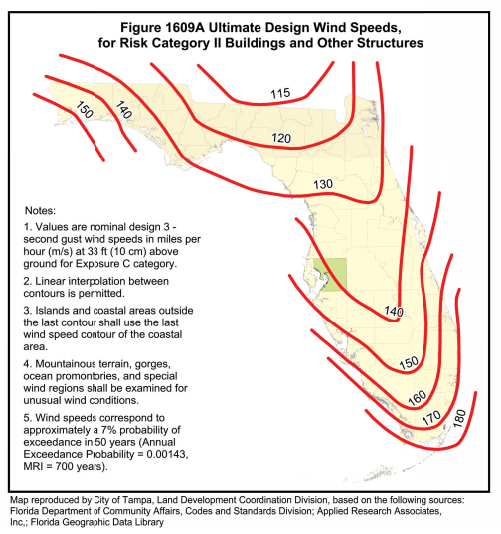 Figure 1609A Ultimate Design Wind Speeds,
for Risk Category II Buildings and Other Structures
115
150
140
120
130
Notes:
1. Values are nominal design 3 -
second gust wind speeds in miles per
hour (m/s) at 33 ft (10 cm) above
ground for Exposure C category.
2. Linear interpolation between
contours is permitted.
3. Islands and coastal areas outside
the last contour shall use the last
wind speed contour of the coastal
area.
4. Mountainous terrain, gorges,
ocean promontories, and special
wind regions shall be examined for
unusual wind conditions.
5. Wind speeds correspond to
approximately a 7% probability of
exceedance in 50 years (Annual
Exceedance Probability = 0.00143,
MRI = 700 years).
140
150
160
170
180
Map reproduced by City of Tampa, Land Development Coordination Division, based on the following sources:
Florida Department of Community Affairs, Codes and Standards Division; Applied Research Associates,
Inc,; Florida Geographic Data Library